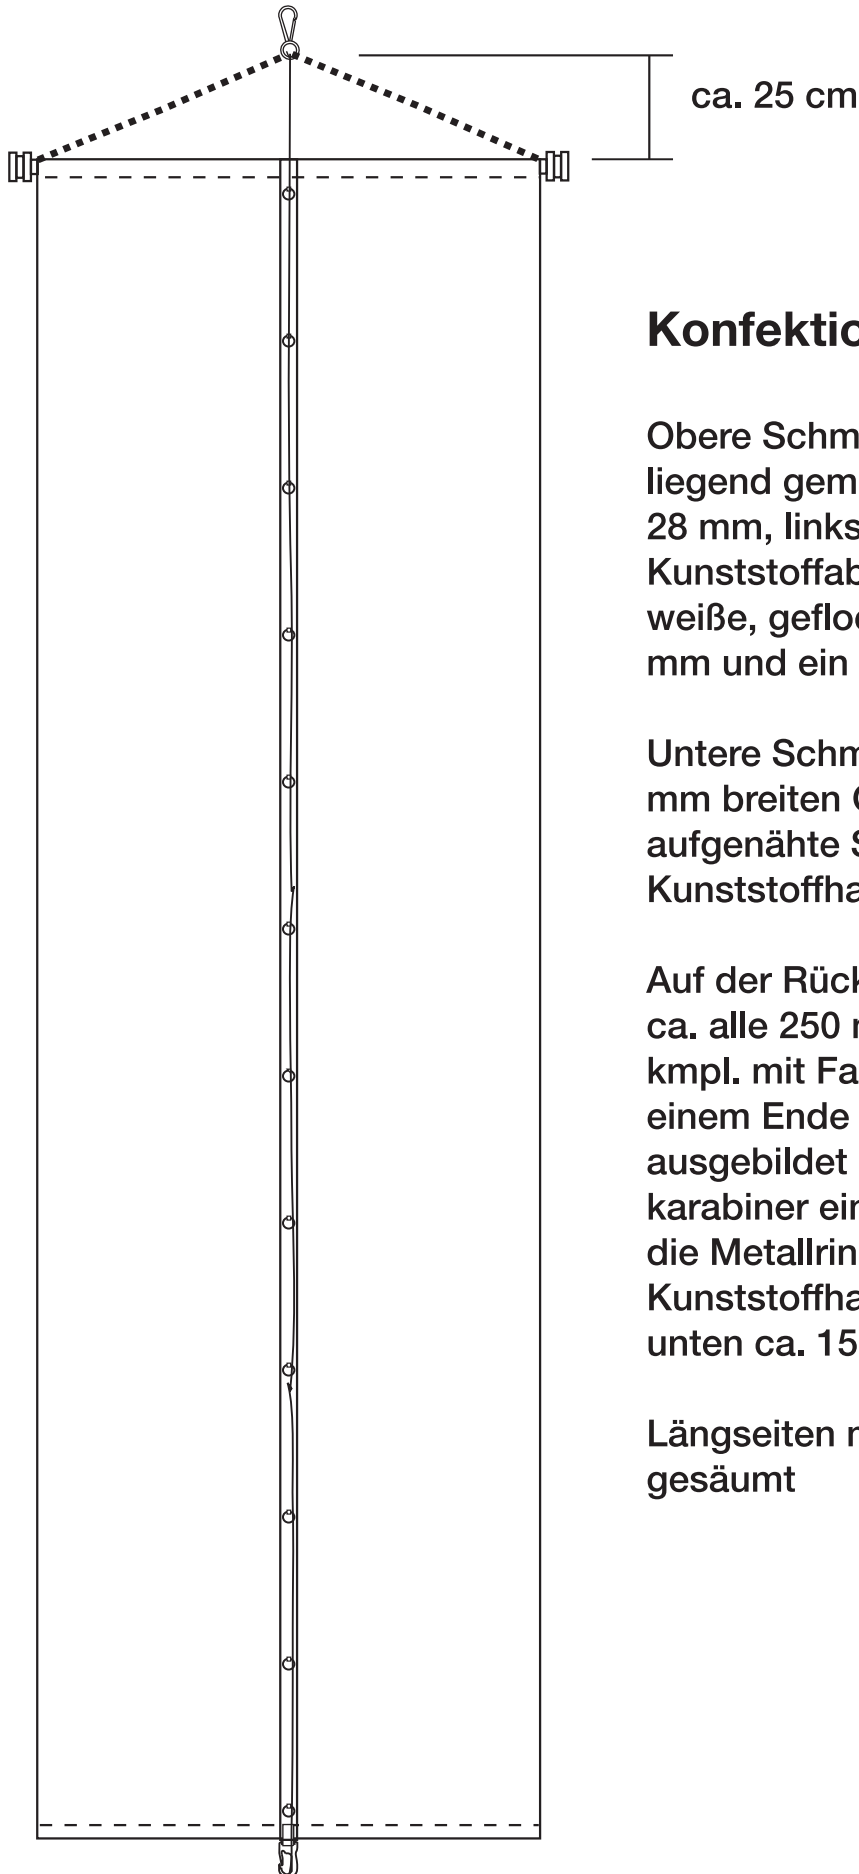 ca. 25 cm
Konfektio
Obere Schm
liegend gem
28 mm, links
Kunststoffab
weiße, gefloc
mm und ein
Untere Schm
mm breiten
aufgenähte S
Kunststoffha
Auf der Rück
ca. alle 250 m
kmpl. mit Fa
einem Ende
ausgebildet
karabiner ein
die Metallrin
Kunststoffha
unten ca. 15
Längseiten m
gesäumt